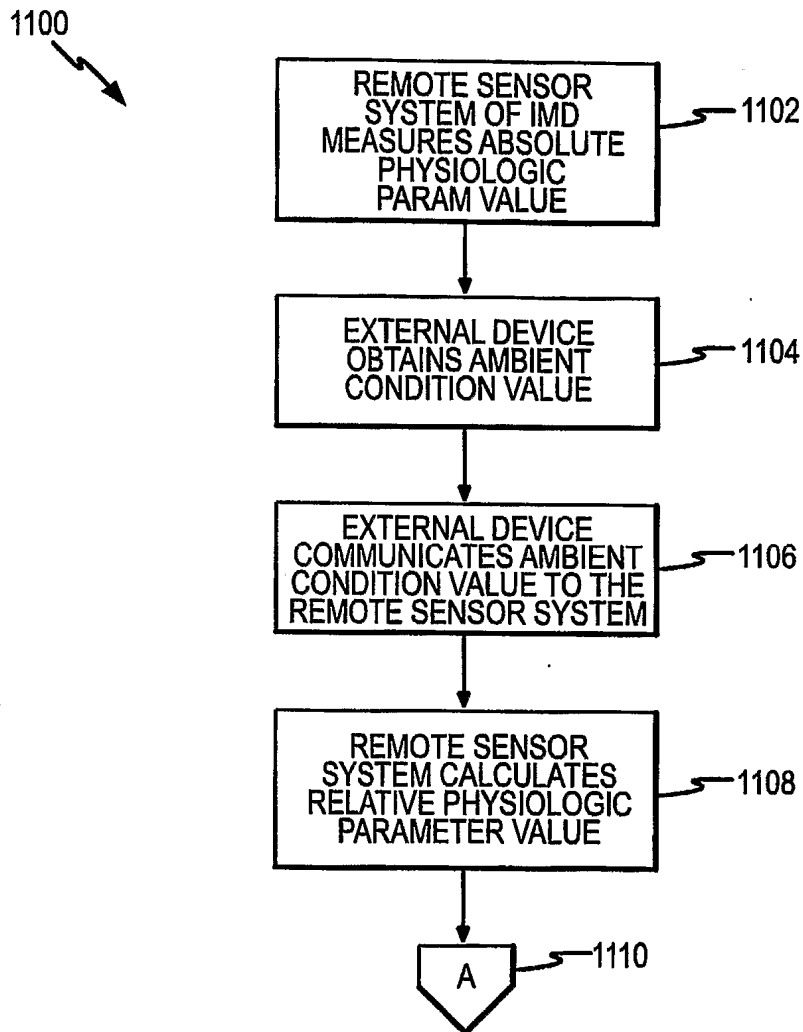 1100
REMOTE SENSOR
SYSTEM OF IMD
MEASURES ABSOLUTE
PHYSIOLOGIC
PARAM VALUE
1102
EXTERNAL DEVICE
OBTAINS AMBIENT
CONDITION VALUE
1104
EXTERNAL DEVICE
COMMUNICATES AMBIENT
CONDITION VALUE TO THE
REMOTE SENSOR SYSTEM
1106
REMOTE SENSOR
SYSTEM CALCULATES
RELATIVE PHYSIOLOGIC
PARAMETER VALUE
1108
A
1110